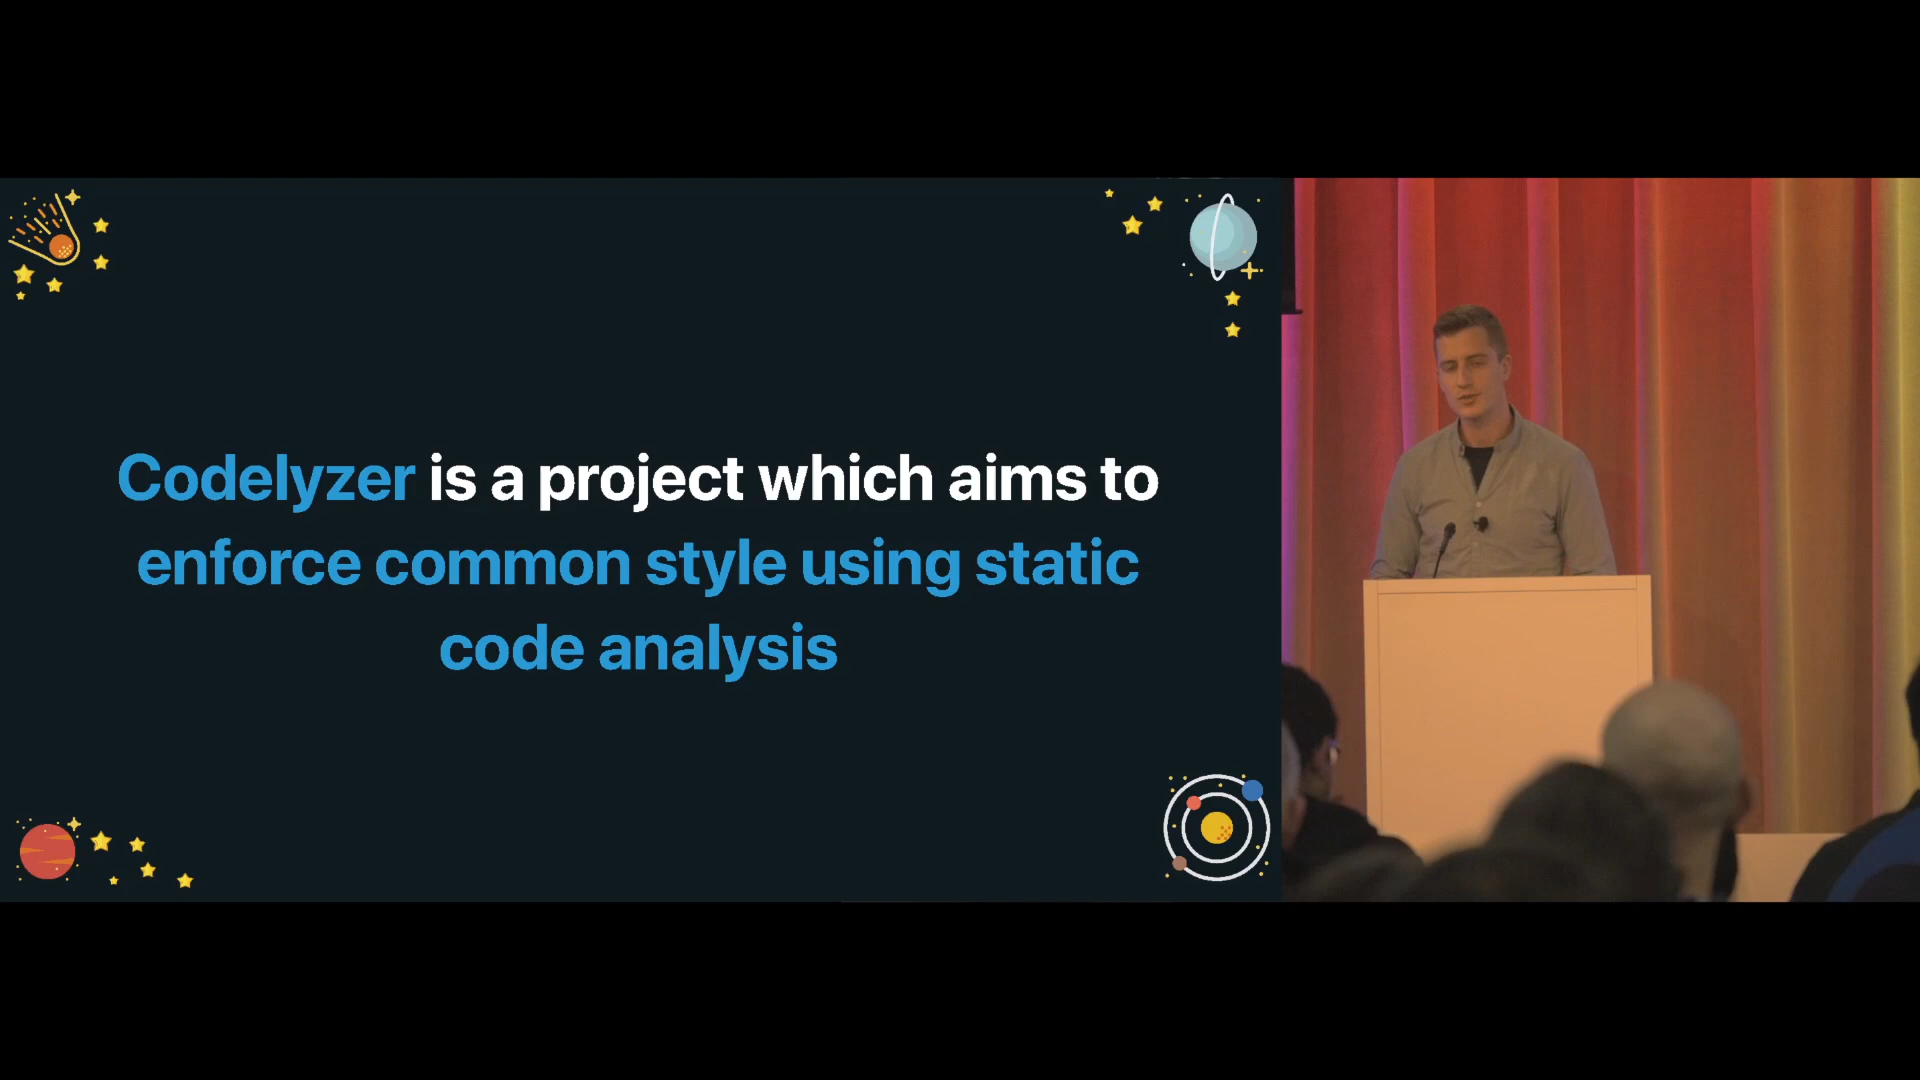 Codelyzer is a project which aims to
enforce common style using static
code analysis